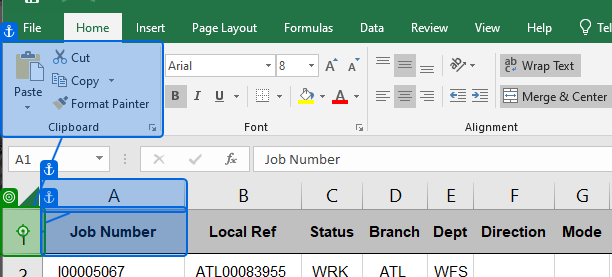 File Home Insert Page Layout Formulas Data Review View Help Tel
Cut
Copy
Format Painter
Paste
Clipboard
Arial 8 A A
B I U A
Font
ab
c
Wrap Text
Merge & Center
Alignment
A1 fx Job Number
A B C D E F G
Job Number Local Ref Status Branch Dept Direction Mode
2 I00005067 ATL00083955 WRK ATL WFS